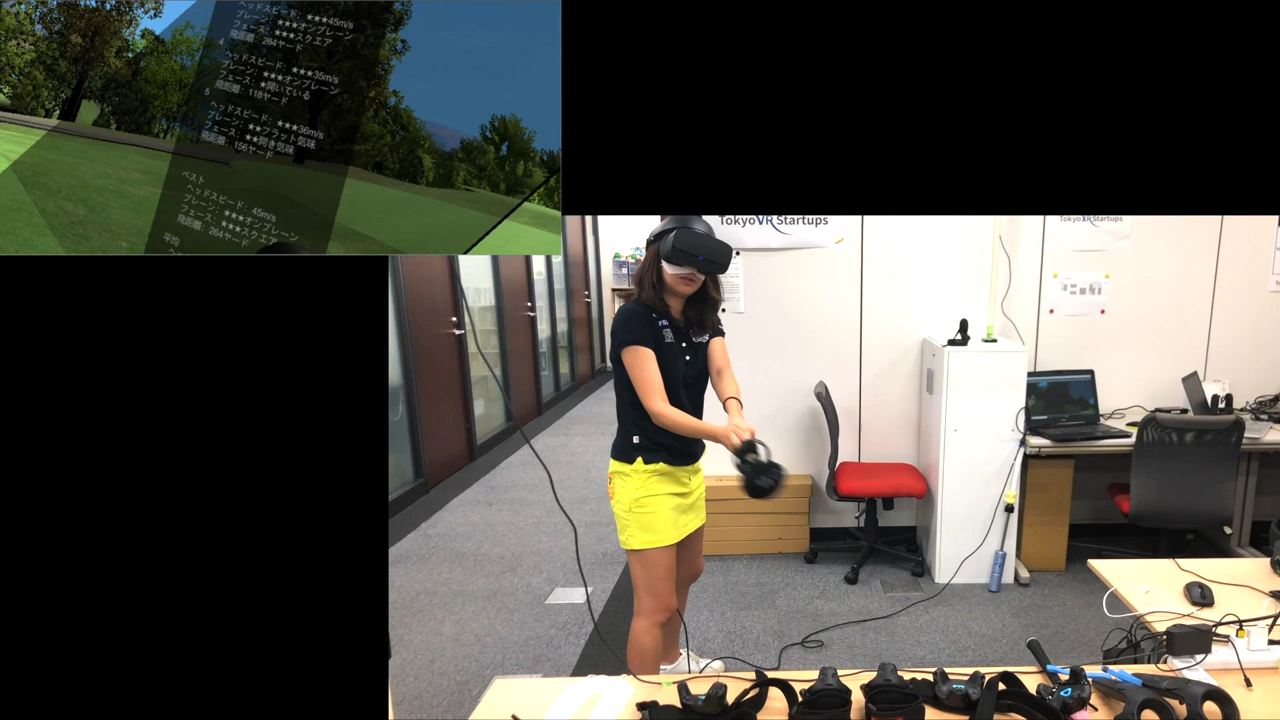 ヘッドスピード: ★★★45m/s
プレーン: ★★★オンプレーン
フェース: ★★★スクエア
飛距離: 264ヤード
4
ヘッドスピード: ★★★35m/s
プレーン: ★★★オンプレーン
フェース: ★開いている
飛距離: 118ヤード
5
ヘッドスピード: ★★★36m/s
プレーン: ★★フラット気味
フェース: ★★開き気味
飛距離: 156ヤード
ベスト
ヘッドスピード: 45m/s
プレーン: ★★★オンプレーン
フェース: ★★★スクエア
飛距離: 264ヤード
平均
TokyoVR Startups
TokyoXR Startups